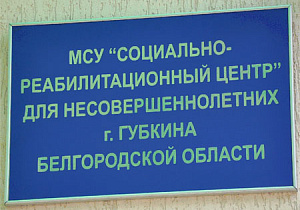 МСУ "СОЦИАЛЬНО-
РЕАБИЛИТАЦИОННЫЙ ЦЕНТР"
ДЛЯ НЕСОВЕРШЕННОЛЕТНИХ
г. ГУБКИНА
БЕЛГОРОДСКОЙ ОБЛАСТИ